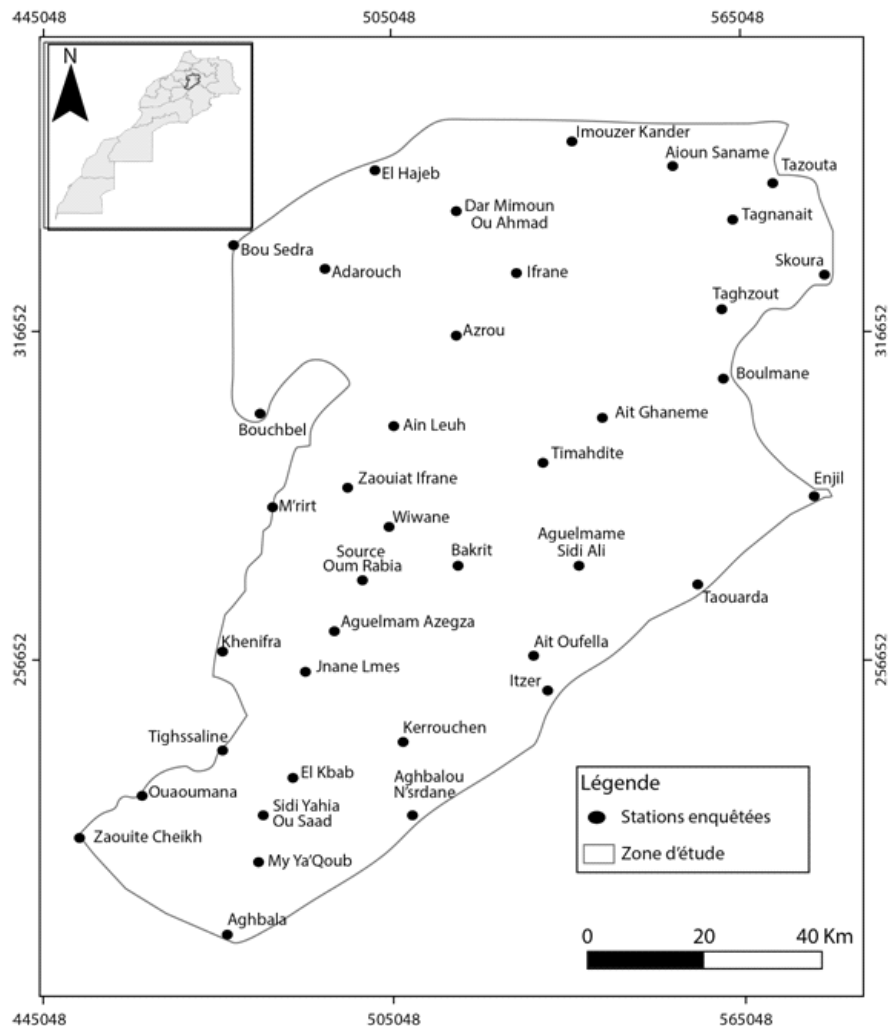 445048
505048
565048
N
Imouzer Kander
Aioun Saname
Tazouta
El Hajeb
Dar Mimoun
Ou Ahmad
Tagnanait
Bou Sedra
Adarouch
Ifrane
Skoura
Taghzout
316652
316652
Azrou
Boulmane
Ait Ghaneme
Ain Leuh
Bouchbel
Timahdite
Zaouiat Ifrane
Enjil
M'rirt
Wiwane
Source
Oum Rabia
Bakrit
Aguelmame
Sidi Ali
Taouarda
Aguelmam Azegza
Khenifra
Ait Oufella
256652
256652
Jnane Lmes
Itzer
Kerrouchen
Tighssaline
El Kbab
Aghbalou
N'srdane
Ouaoumana
Sidi Yahia
Ou Saad
Zaouite Cheikh
My Ya'Qoub
Aghbala
Légende
Stations enquêtées
Zone d'étude
0 20 40 Km
445048
505048
565048